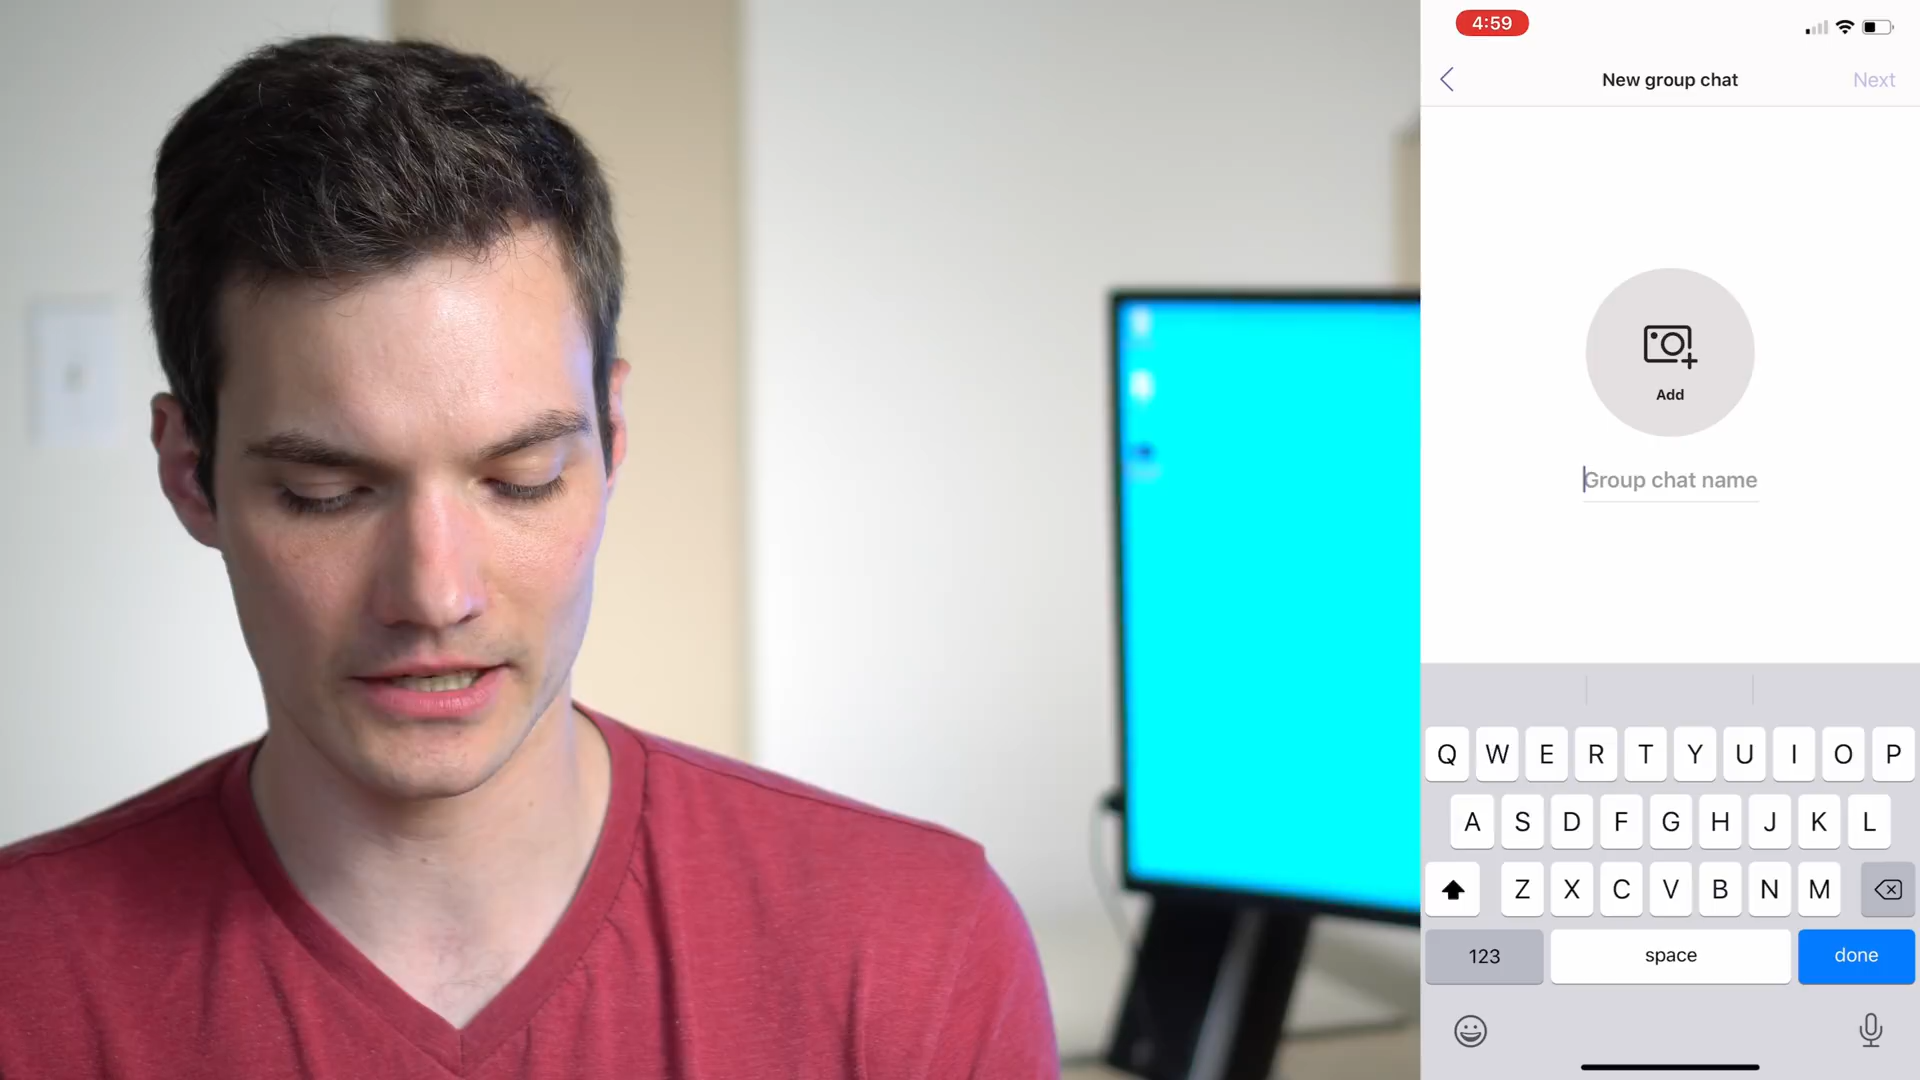 4:59
New group chat
Next
Add
Group chat name
Q W E R T Y U I O P
A S D F G H J K L
Z X C V B N M
123
space
done